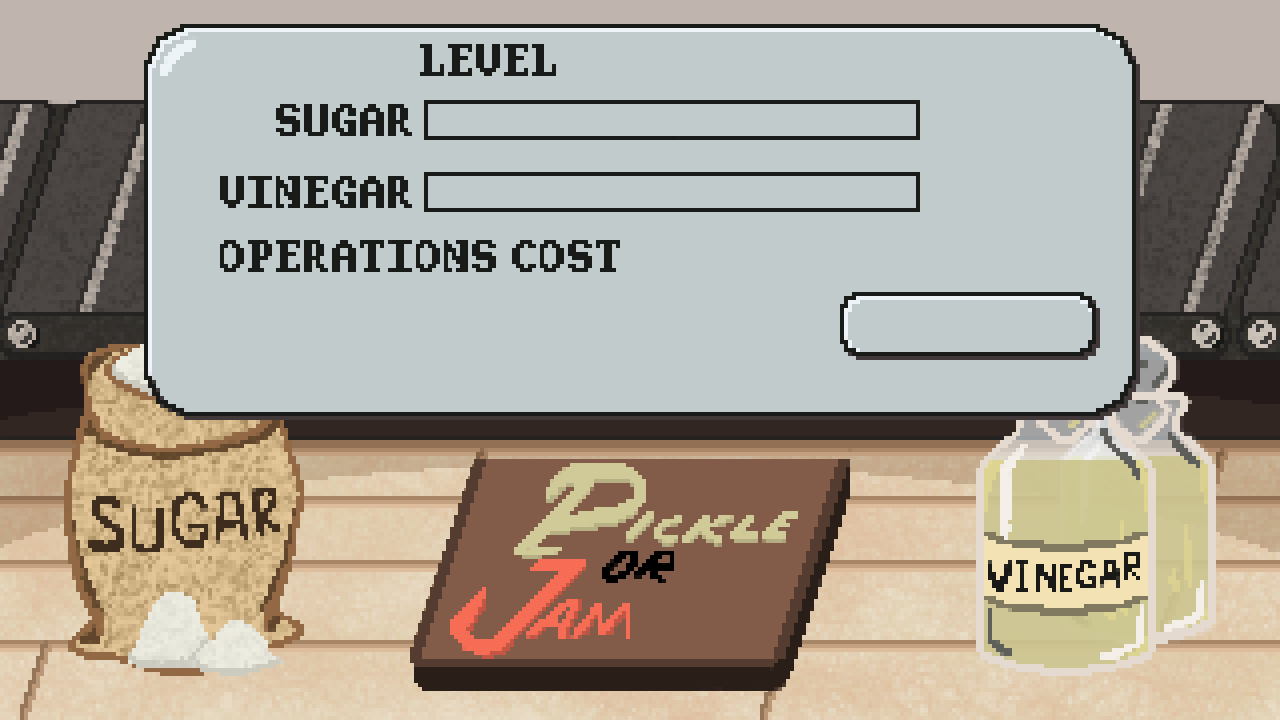 LEVEL
SUGAR
VINEGAR
OPERATIONS COST
SUGAR
PICKLE
OR
JAM
VINEGAR